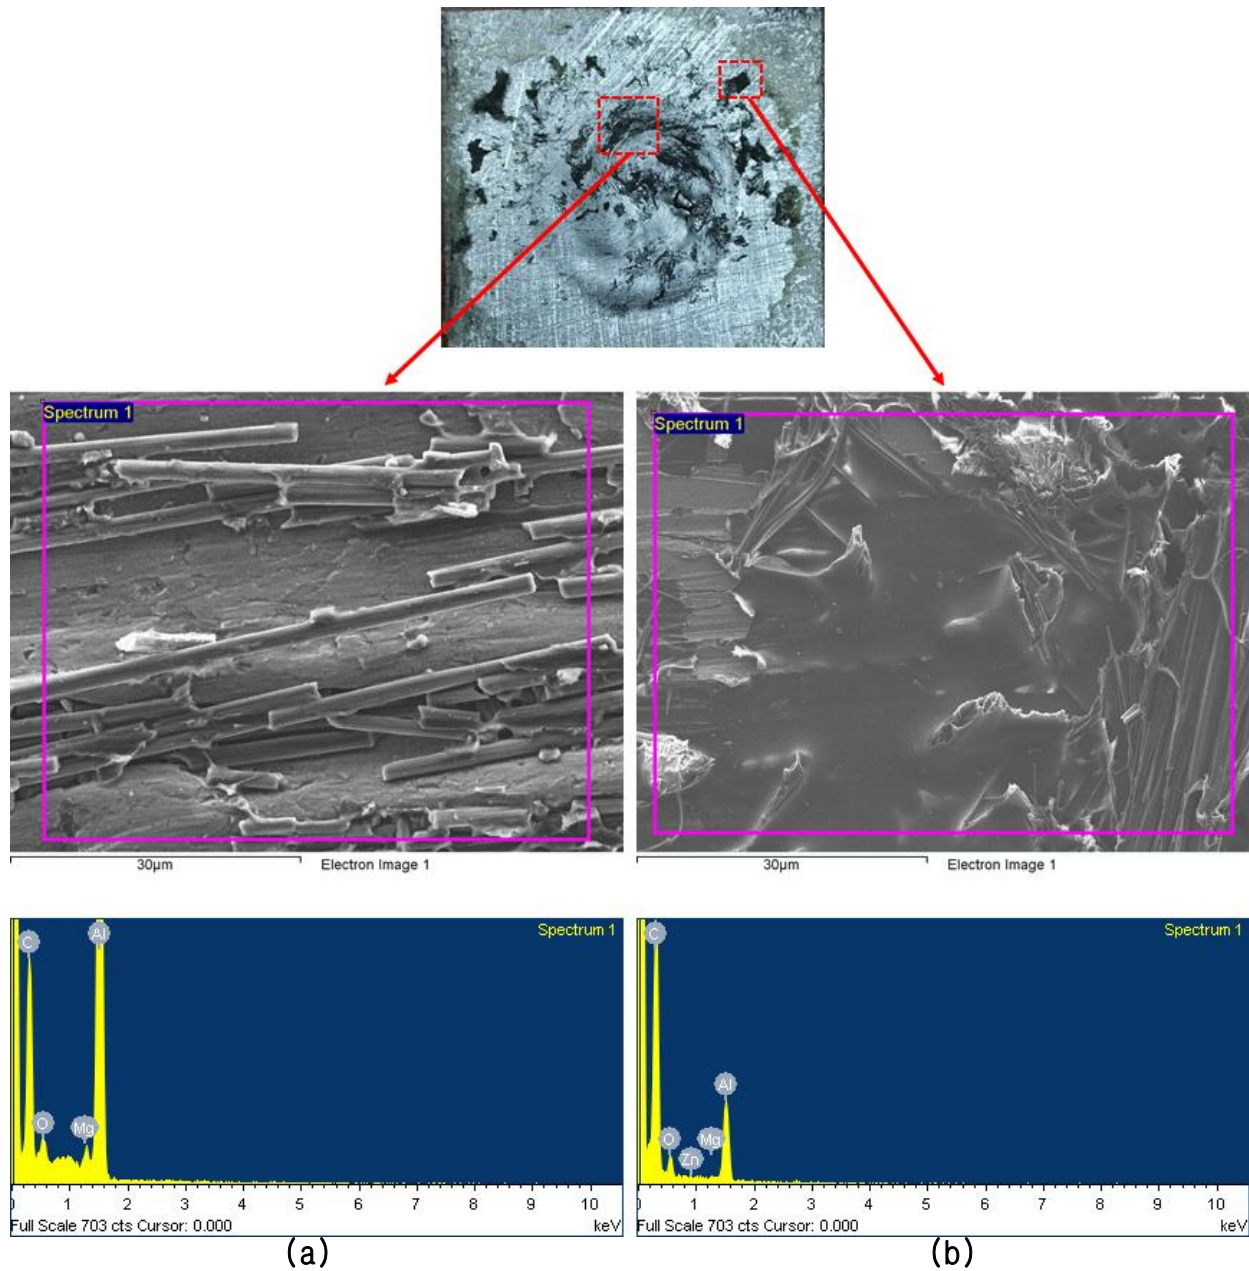 Spectrum 1
30μm
Electron Image 1
Spectrum 1
30μm
Electron Image 1
Spectrum 1
C
Al
O
Mg
0 1 2 3 4 5 6 7 8 9 10
Full Scale 703 cts Cursor: 0.000
keV
(a)
Spectrum 1
C
Al
O
Mg
Zn
0 1 2 3 4 5 6 7 8 9 10
Full Scale 703 cts Cursor: 0.000
keV
(b)